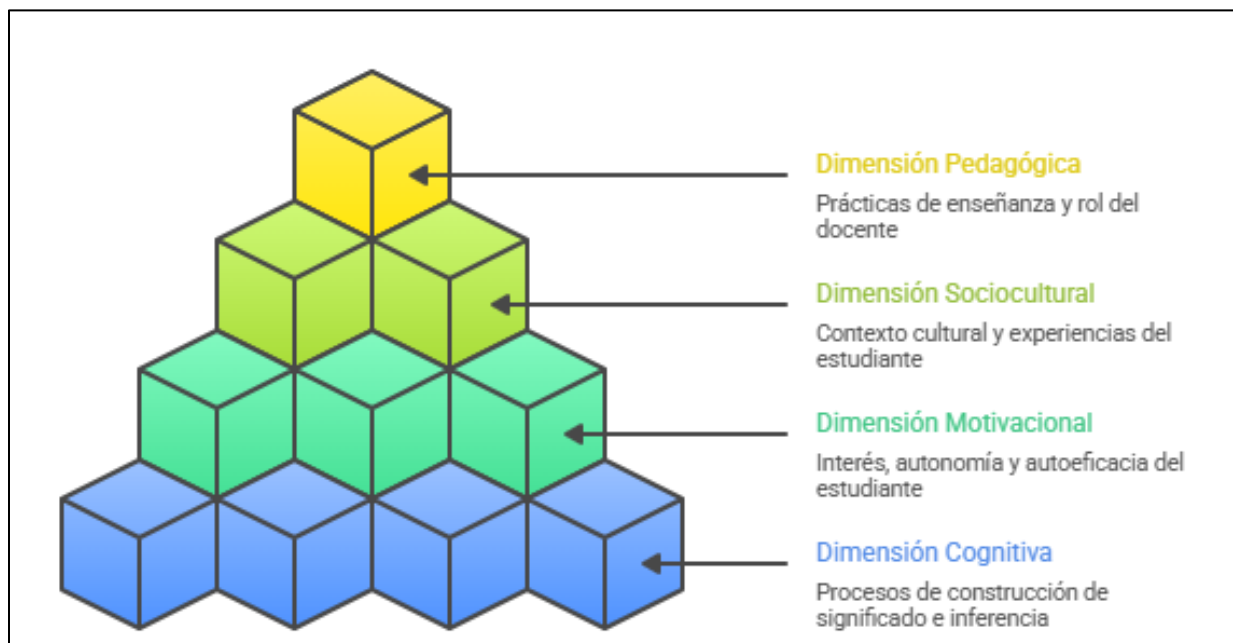 Dimensión Pedagógica
Prácticas de enseñanza y rol del
docente
Dimensión Sociocultural
Contexto cultural y experiencias del
estudiante
Dimensión Motivacional
Interés, autonomía y autoeficacia del
estudiante
Dimensión Cognitiva
Procesos de construcción de
significado e inferencia